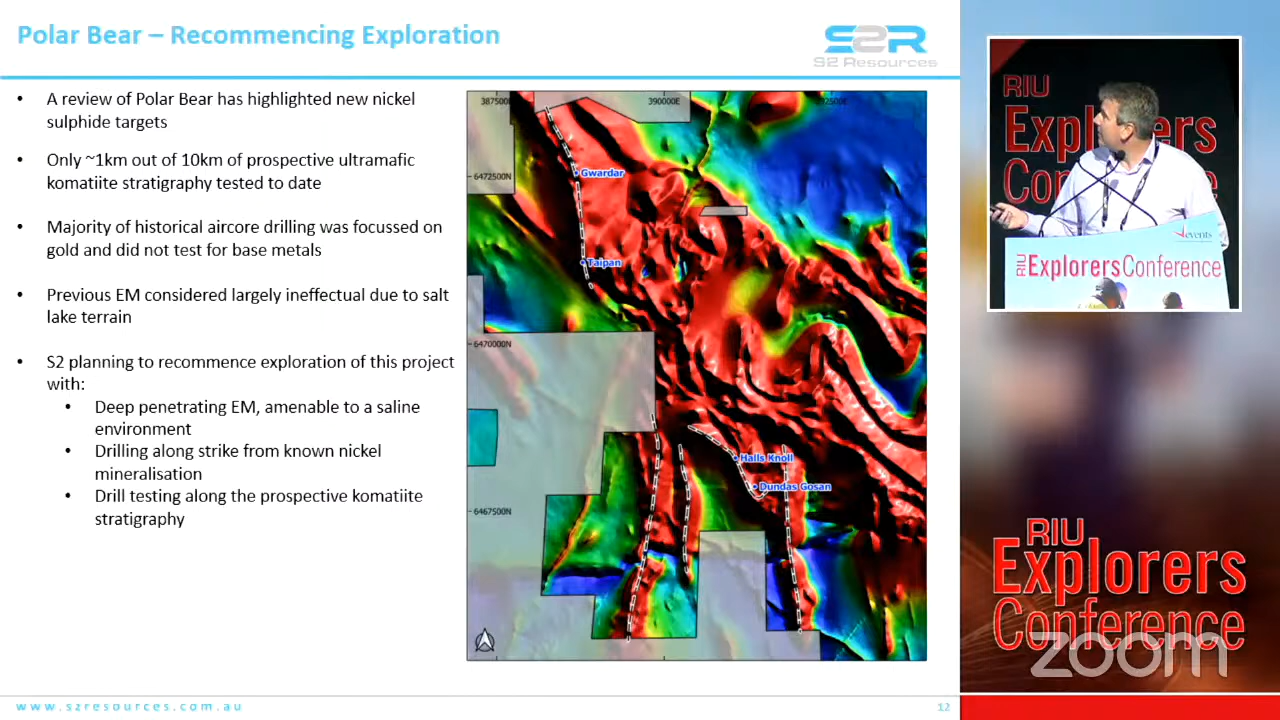 Polar Bear – Recommencing Exploration
S2R
S2 Resources
• A review of Polar Bear has highlighted new nickel
sulphide targets
• Only ~1km out of 10km of prospective ultramafic
komatiite stratigraphy tested to date
• Majority of historical aircore drilling was focussed on
gold and did not test for base metals
• Previous EM considered largely ineffectual due to salt
lake terrain
• S2 planning to recommence exploration of this project
with:
• Deep penetrating EM, amenable to a saline
environment
• Drilling along strike from known nickel
mineralisation
• Drill testing along the prospective komatiite
stratigraphy
390000E
6472500N
Gwardar
Taipan
6470000N
Halls Knoll
Dundas Gosan
6467500N
www.s2resources.com.au
12
RIU
Explorers
events
RIU ExplorersConference
RIU
Explorers
Conference
zoom